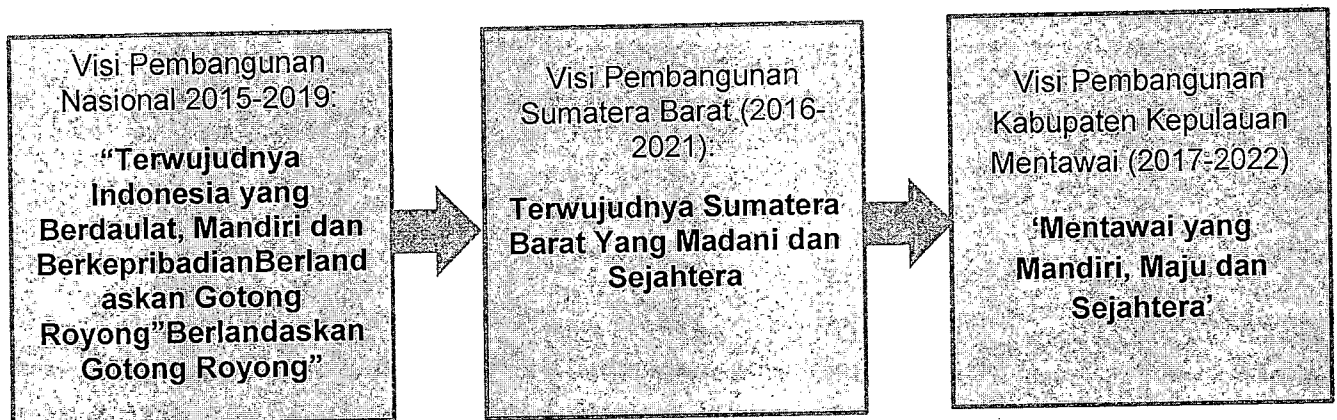 Visi Pembangunan
Nasional 2015-2019:
“Terwujudnya
Indonesia yang
Berdaulat, Mandiri dan
BerkepribadianBerland
askan Gotong
Royong”Berlandaskan
Gotong Royong”
Visi Pembangunan
Sumatera Barat (2016-
2021)
Terwujudnya Sumatera
Barat Yang Madani dan
Sejahtera
Visi Pembangunan
Kabupaten Kepulauan
Mentawai (2017-2022)
‘Mentawai yang
Mandiri, Maju dan
Sejahtera’